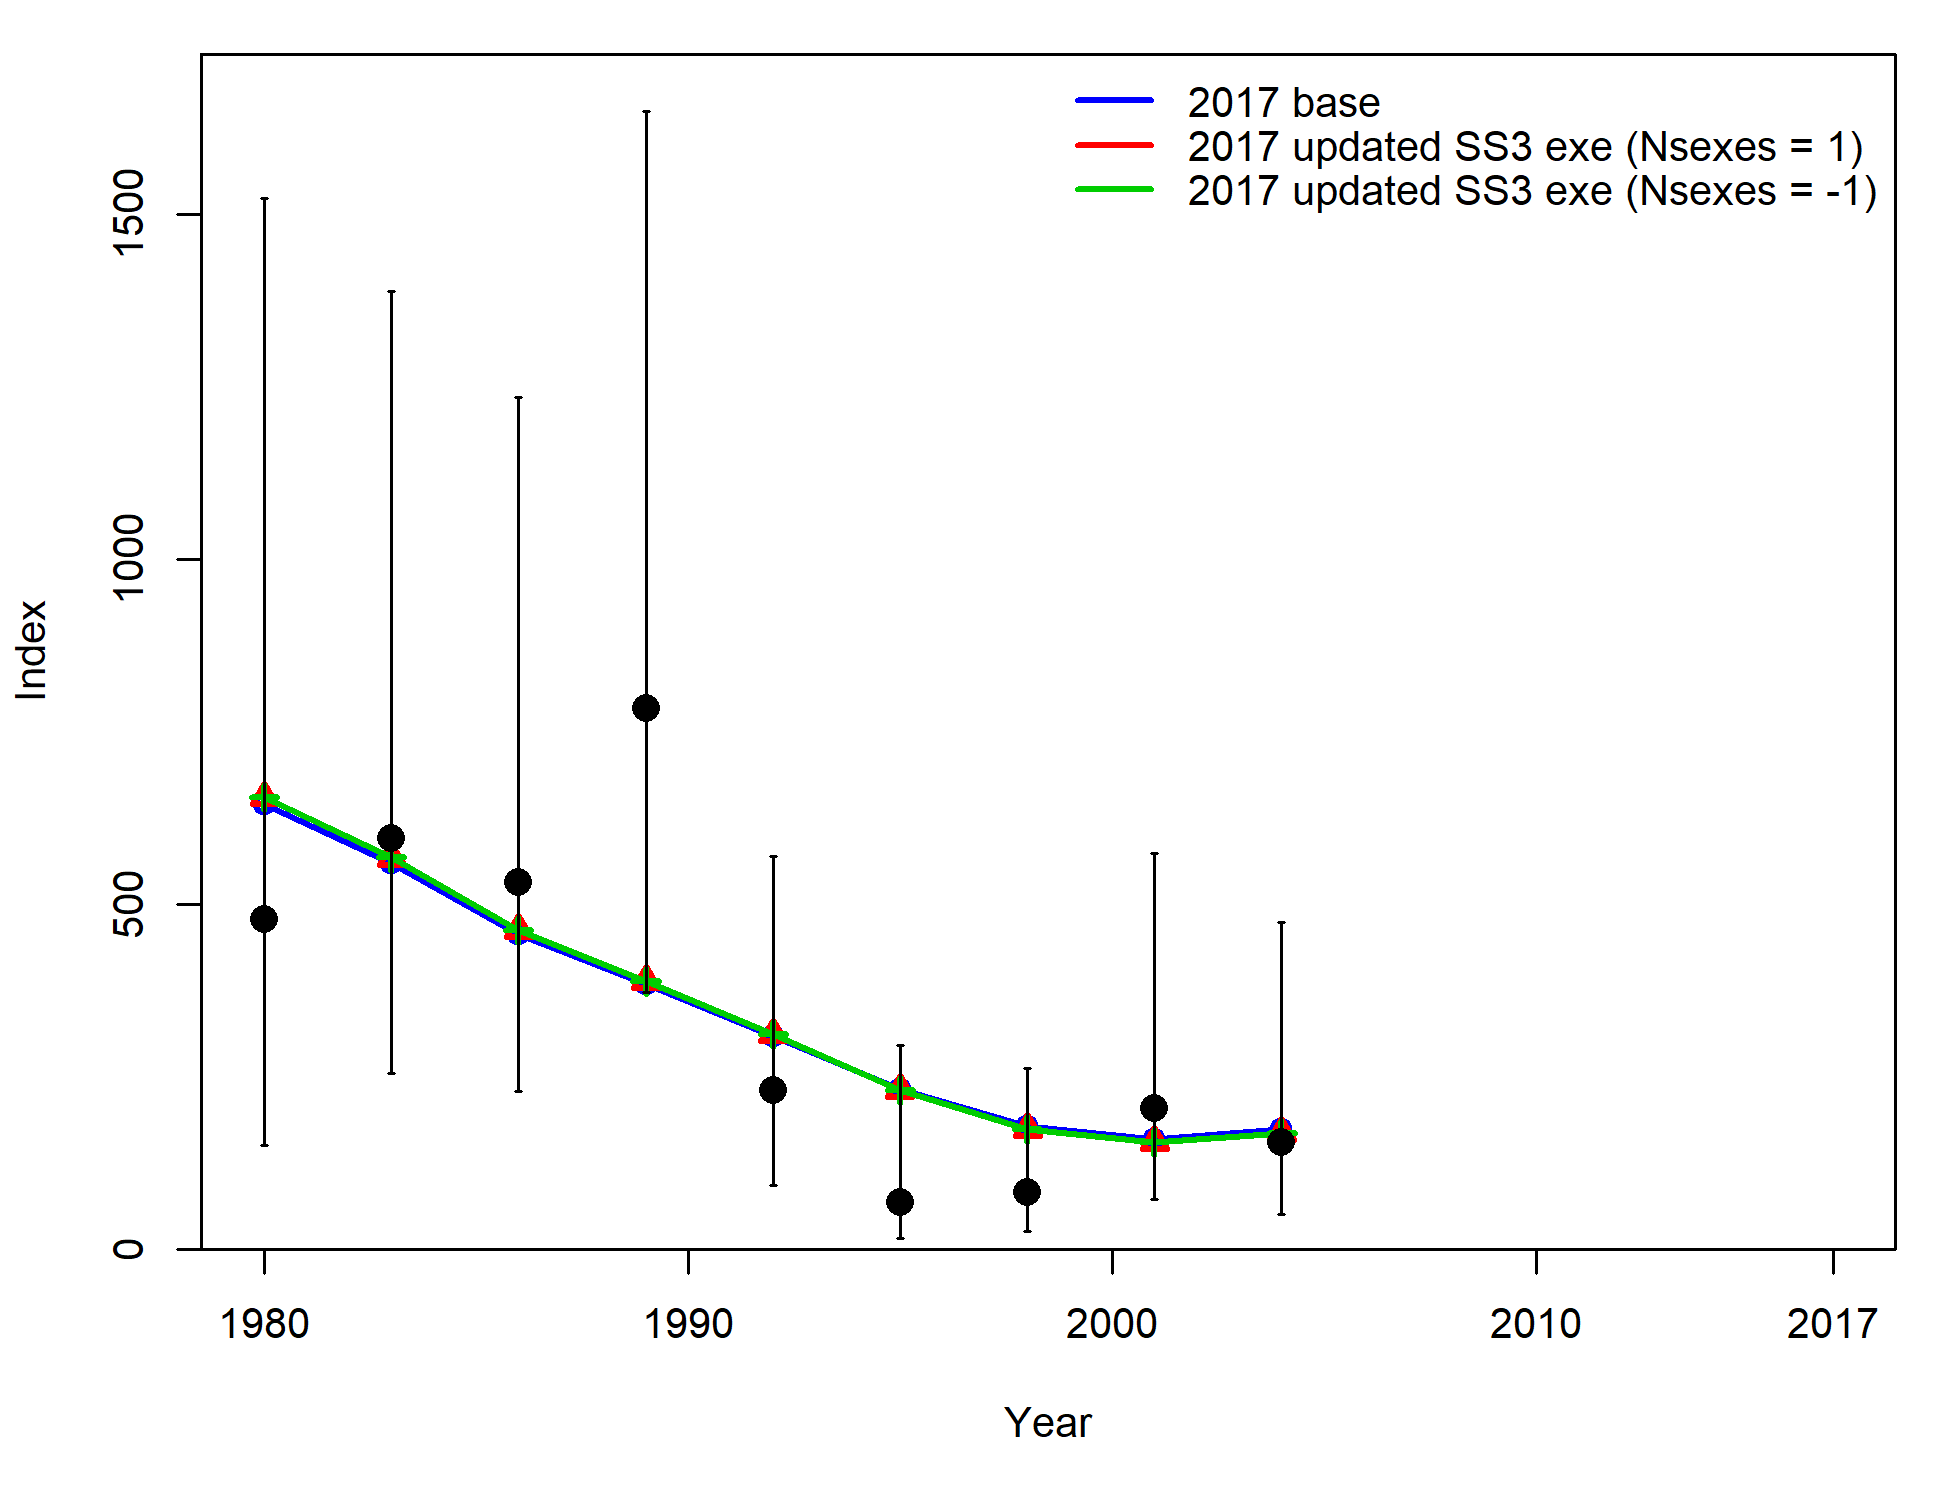 2017 base
2017 updated SS3 exe (Nsexes = 1)
2017 updated SS3 exe (Nsexes = -1)
1500
1000
500
0
Index
1980 1990 2000 2010 2017
Year